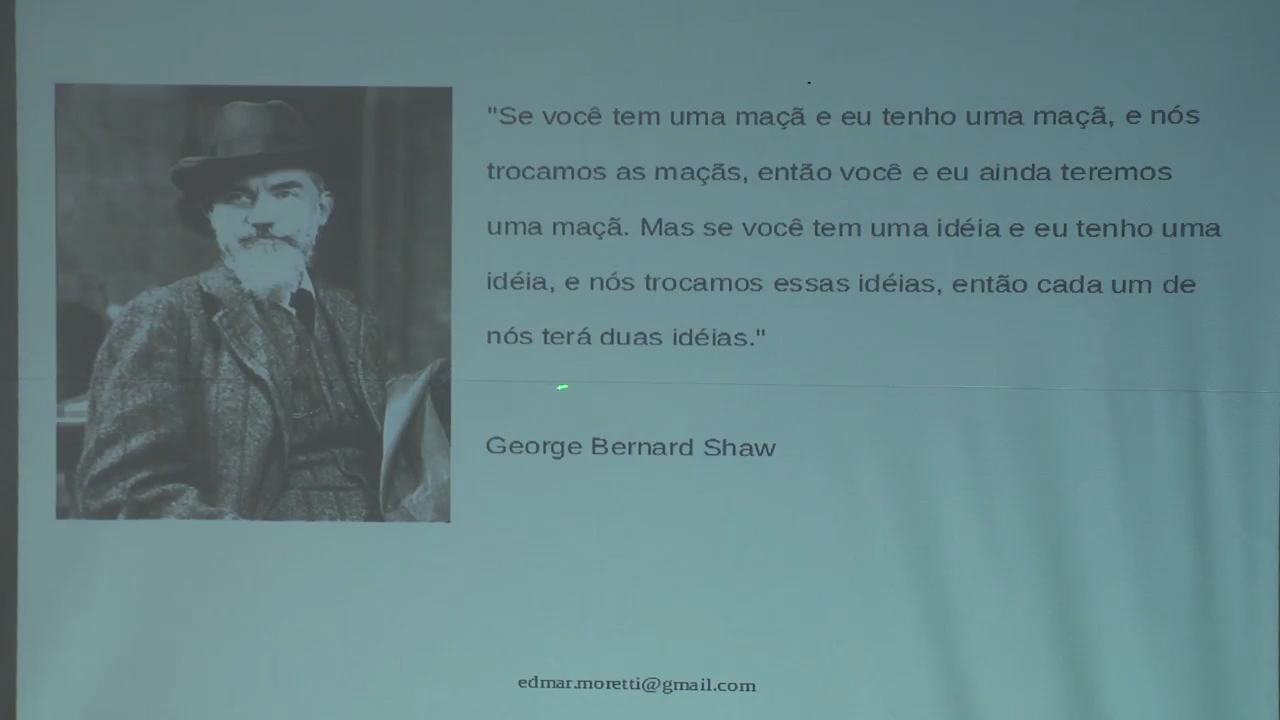 "Se você tem uma maçã e eu tenho uma maçã, e nós
trocamos as maçãs, então você e eu ainda teremos
uma maçã. Mas se você tem uma idéia e eu tenho uma
idéia, e nós trocamos essas idéias, então cada um de
nós terá duas idéias."
George Bernard Shaw
edmar.moretti@gmail.com